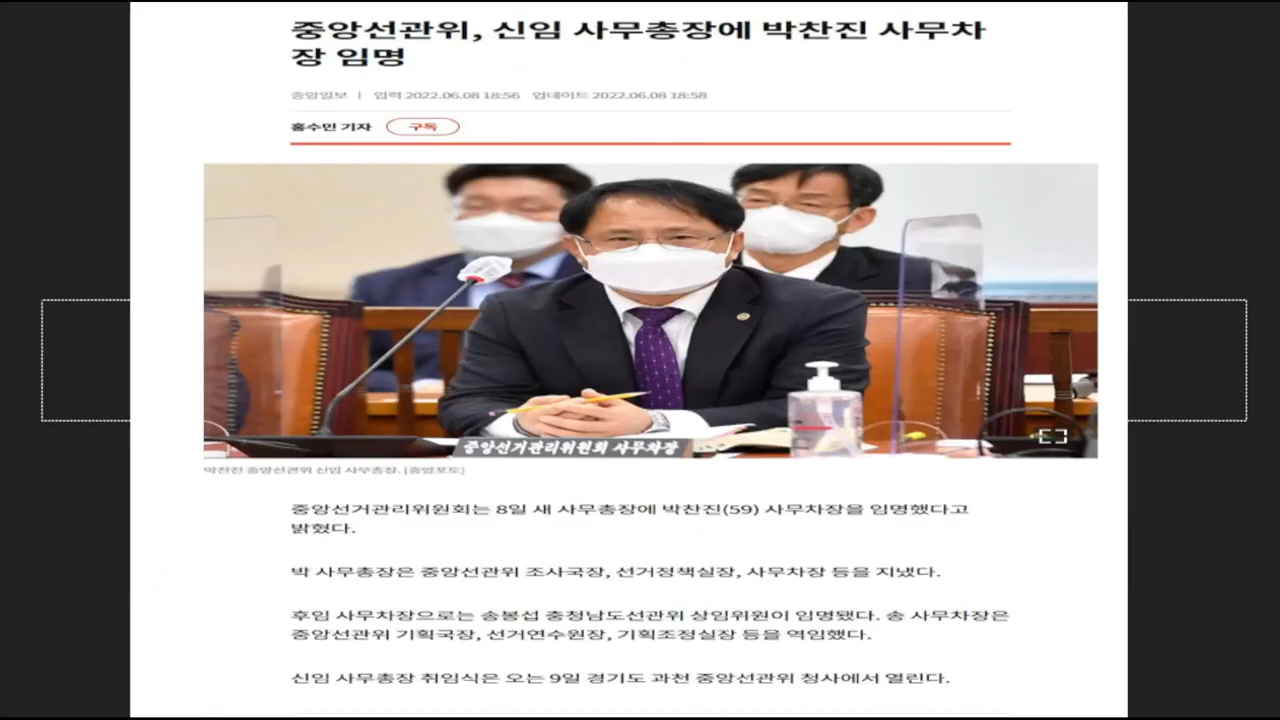 중앙선관위, 신임 사무총장에 박찬진 사무차
장 임명
중앙일보 | 입력 2022.06.08 18:56 업데이트 2022.06.08 18:58
홍수민 기자 구독
중앙선거관리위원회 사무차장
박찬진 중앙선관위 신임 사무총장. [중앙포토]
중앙선거관리위원회는 8일 새 사무총장에 박찬진(59) 사무차장을 임명했다고
밝혔다.
박 사무총장은 중앙선관위 조사국장, 선거정책실장, 사무차장 등을 지냈다.
후임 사무차장으로는 송봉섭 충청남도선관위 상임위원이 임명됐다. 송 사무차장은
중앙선관위 기획국장, 선거연수원장, 기획조정실장 등을 역임했다.
신임 사무총장 취임식은 오는 9일 경기도 과천 중앙선관위 청사에서 열린다.